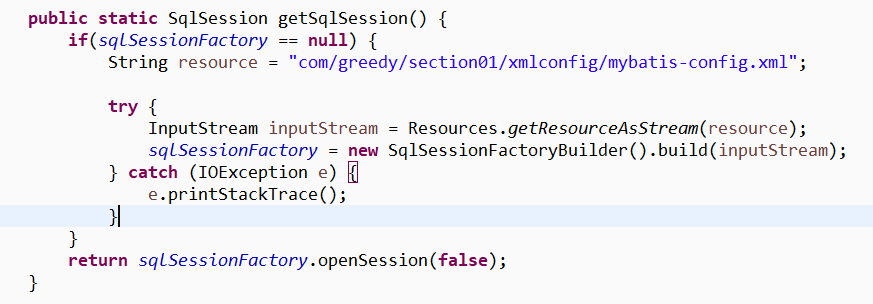 public static SqlSession getSqlSession() {
    if(sqlSessionFactory == null) {
        String resource = "com/greedy/section01/xmlconfig/mybatis-config.xml";
        try {
            InputStream inputStream = Resources.getResourceAsStream(resource);
            sqlSessionFactory = new SqlSessionFactoryBuilder().build(inputStream);
        } catch (IOException e) {
            e.printStackTrace();
        }
    }
    return sqlSessionFactory.openSession(false);
}